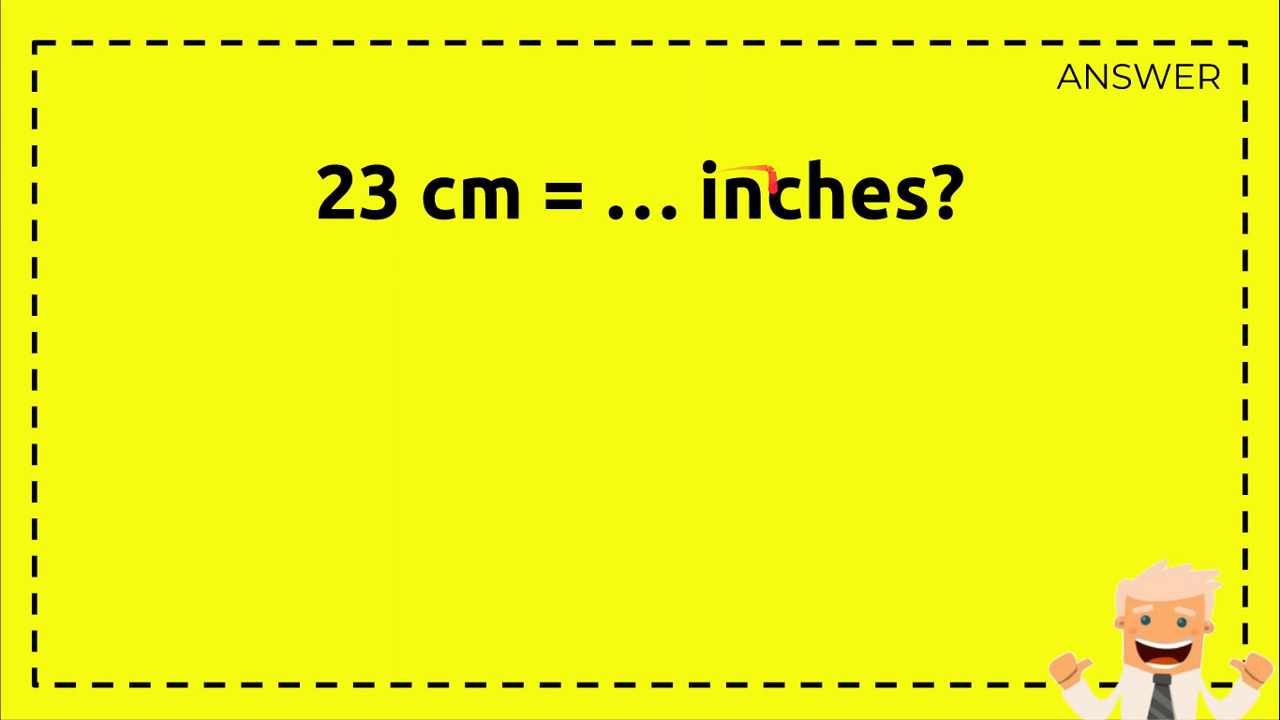 ANSWER
23 cm = ... inches?